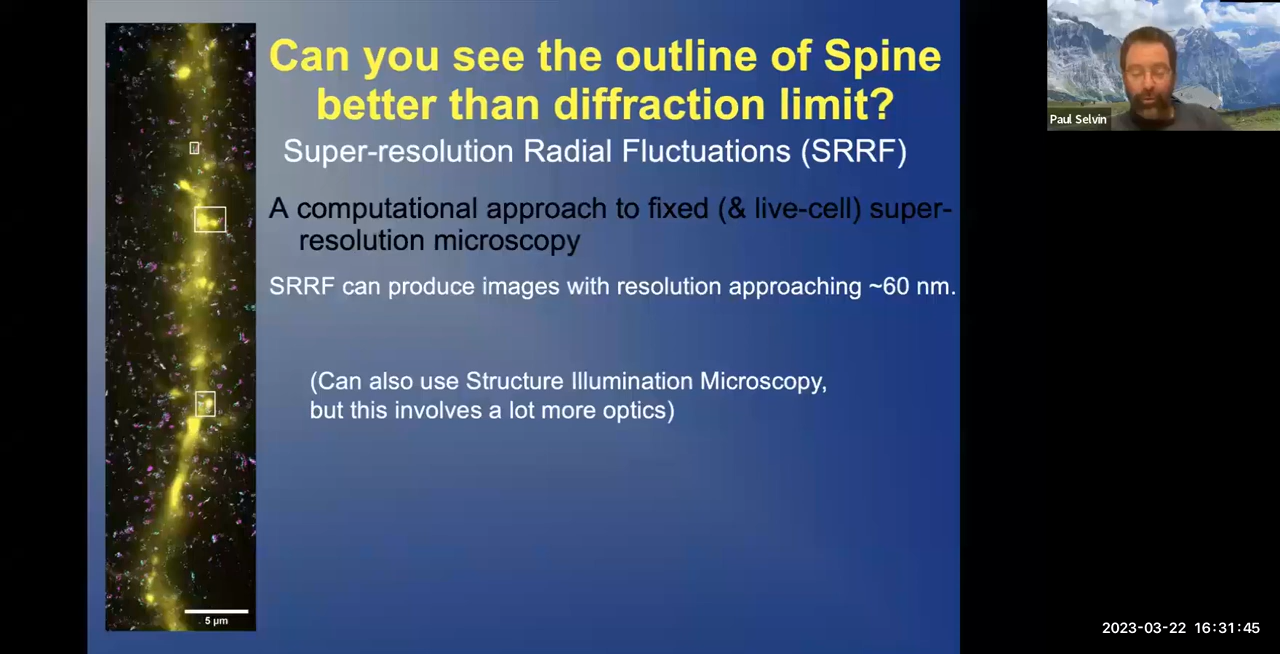 Can you see the outline of Spine
better than diffraction limit?
Super-resolution Radial Fluctuations (SRRF)
A computational approach to fixed (& live-cell) super-
resolution microscopy
SRRF can produce images with resolution approaching ~60 nm.
(Can also use Structure Illumination Microscopy,
but this involves a lot more optics)
5 µm
Paul Selvin
2023-03-22 16:31:45